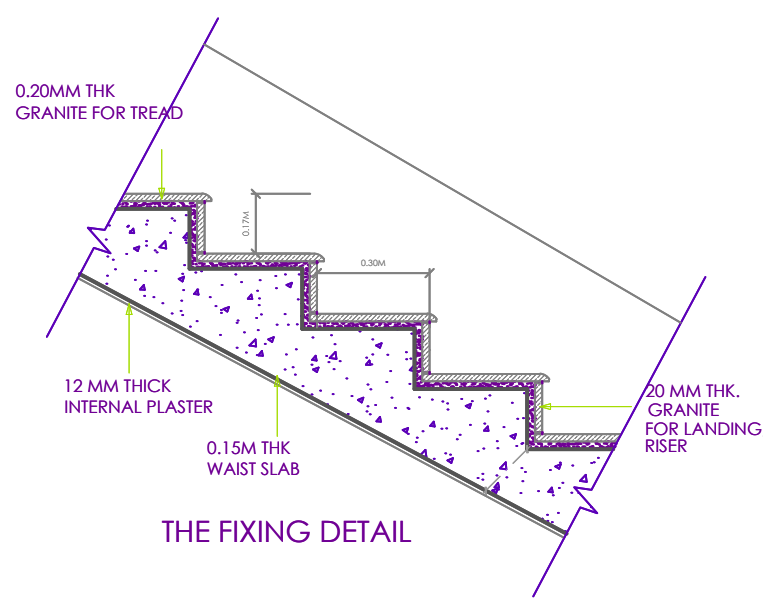 0.20MM THK
GRANITE FOR TREAD
0.17M
0.30M
12 MM THICK
INTERNAL PLASTER
20 MM THK.
GRANITE
FOR LANDING
RISER
0.15M THK
WAIST SLAB
THE FIXING DETAIL